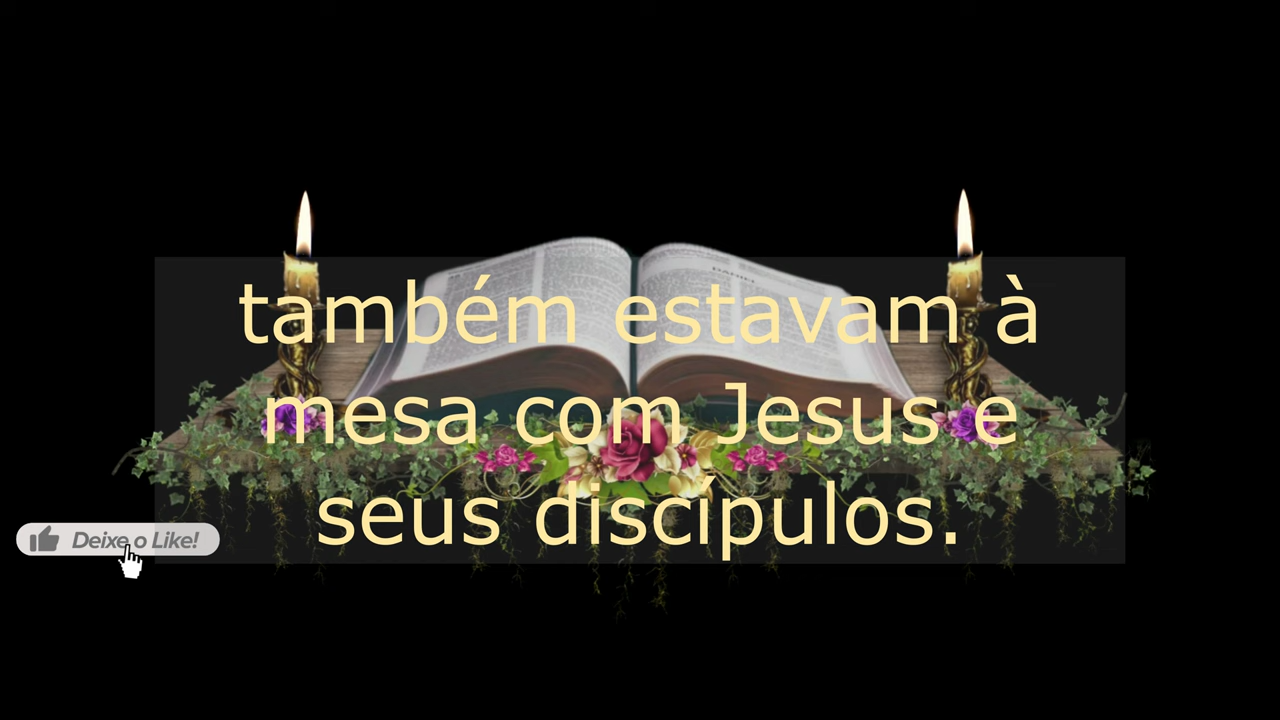 também estavam à
mesa com Jesus e
seus discípulos.
Deixe o Like!